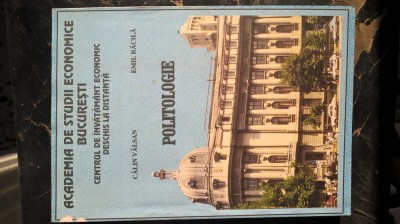 ACADEMIA DE STUDII ECONOMICE
BUCUREȘTI
CENTRUL DE ÎNVĂȚĂMÂNT ECONOMIC
DESCHIS LA DISTANȚĂ
CĂLIN VÂLSAN
EMIL RĂCILĂ
POLITOLOGIE